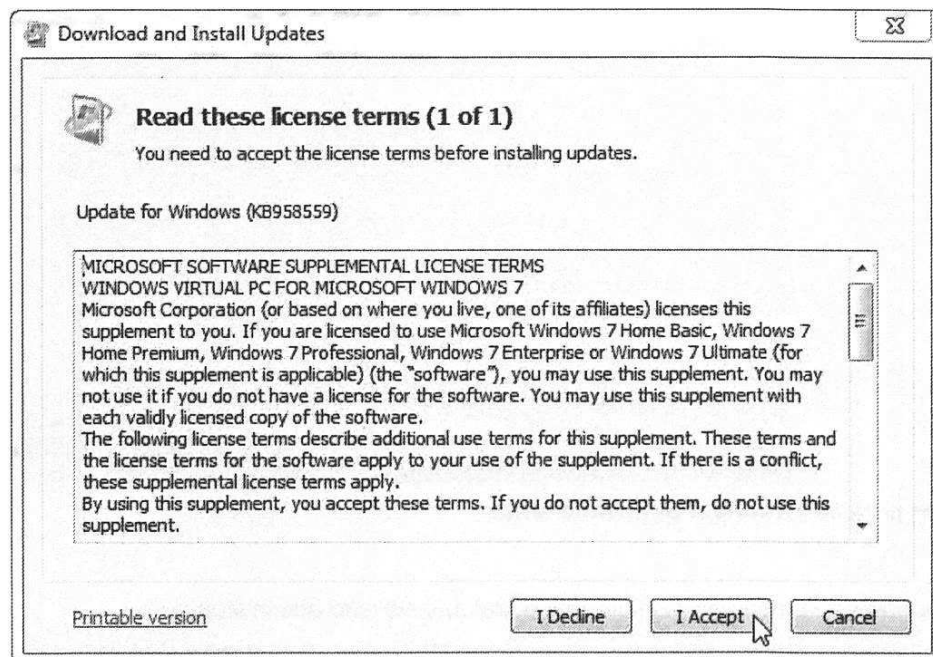 Download and Install Updates
Read these license terms (1 of 1)
You need to accept the license terms before installing updates.
Update for Windows (KB958559)
MICROSOFT SOFTWARE SUPPLEMENTAL LICENSE TERMS
WINDOWS VIRTUAL PC FOR MICROSOFT WINDOWS 7
Microsoft Corporation (or based on where you live, one of its affiliates) licenses this
supplement to you. If you are licensed to use Microsoft Windows 7 Home Basic, Windows 7
Home Premium, Windows 7 Professional, Windows 7 Enterprise or Windows 7 Ultimate (for
which this supplement is applicable) (the "software"), you may use this supplement. You may
not use it if you do not have a license for the software. You may use this supplement with
each validly licensed copy of the software.
The following license terms describe additional use terms for this supplement. These terms and
the license terms for the software apply to your use of the supplement. If there is a conflict,
these supplemental license terms apply.
By using this supplement, you accept these terms. If you do not accept them, do not use this
supplement.
Printable version
I Decline
I Accept
Cancel